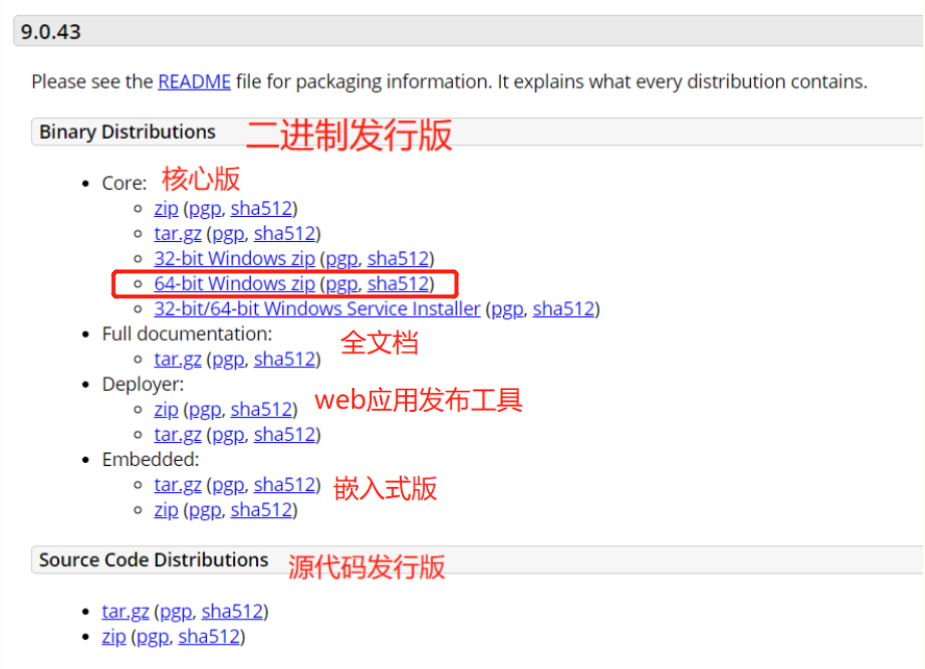 9.0.43
Please see the README file for packaging information. It explains what every distribution contains.
Binary Distributions 二进制发行版
Core: 核心版
zip (pgp, sha512)
tar.gz (pgp, sha512)
32-bit Windows zip (pgp, sha512)
64-bit Windows zip (pgp, sha512)
32-bit/64-bit Windows Service Installer (pgp, sha512)
Full documentation: 全文档
tar.gz (pgp, sha512)
Deployer:
zip (pgp, sha512) web应用发布工具
tar.gz (pgp, sha512)
Embedded:
tar.gz (pgp, sha512) 嵌入式版
zip (pgp, sha512)
Source Code Distributions 源代码发行版
tar.gz (pgp, sha512)
zip (pgp, sha512)